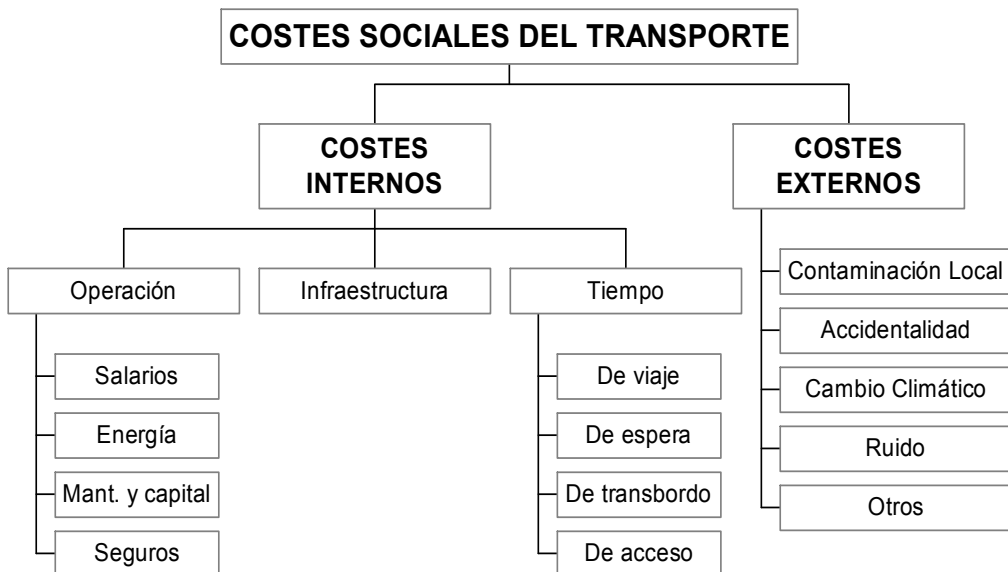 COSTES SOCIALES DEL TRANSPORTE
COSTES
INTERNOS
COSTES
EXTERNOS
Operación
Infraestructura
Tiempo
Salarios
Energía
Mant. y capital
Seguros
De viaje
De espera
De transbordo
De acceso
Contaminación Local
Accidentalidad
Cambio Climático
Ruido
Otros